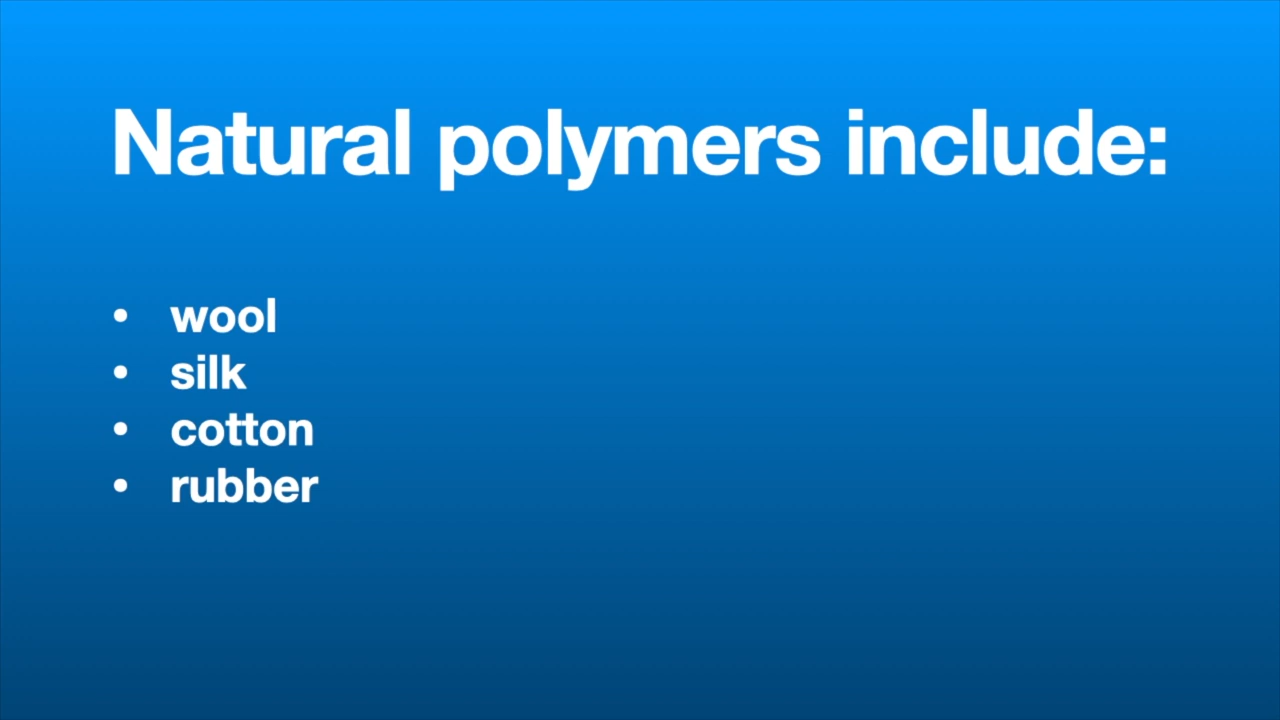 Natural polymers include:
• wool
• silk
• cotton
• rubber